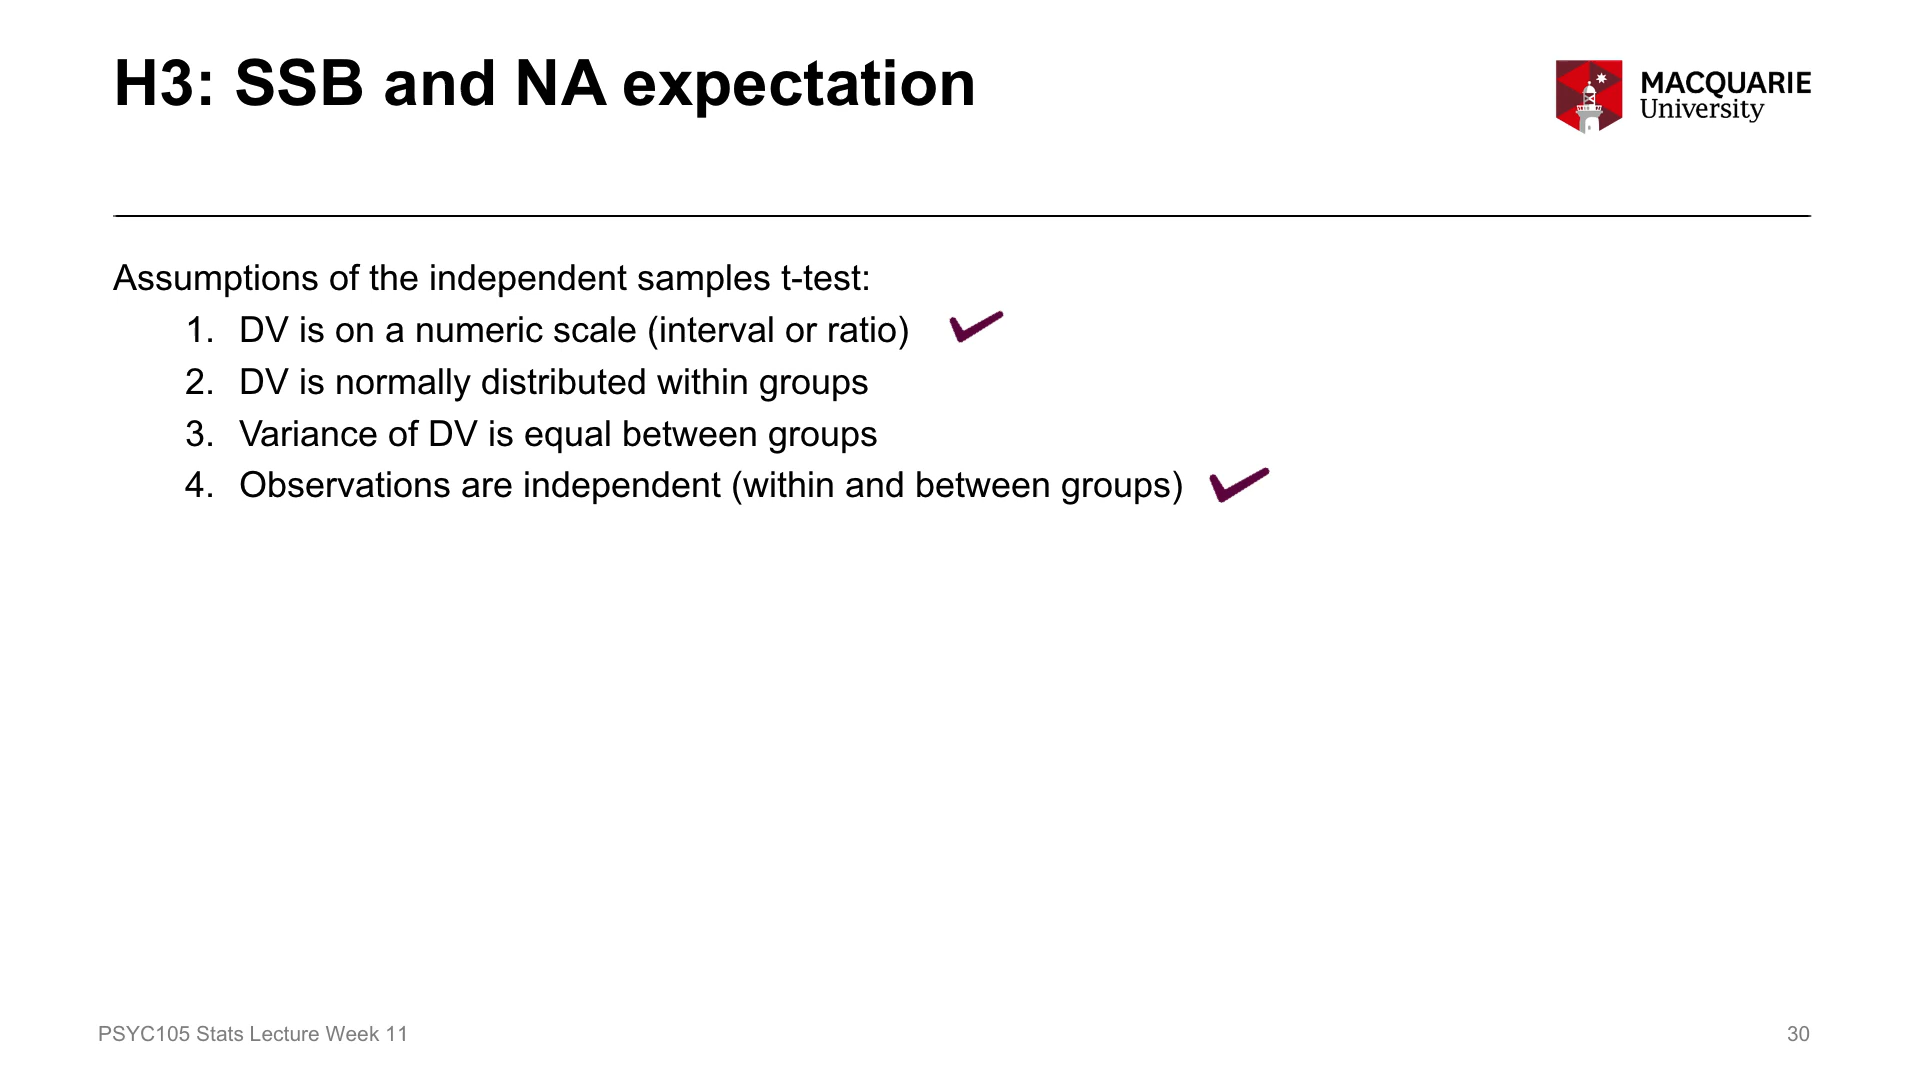 H3: SSB and NA expectation
MACQUARIE
University
Assumptions of the independent samples t-test:
1. DV is on a numeric scale (interval or ratio)
2. DV is normally distributed within groups
3. Variance of DV is equal between groups
4. Observations are independent (within and between groups)
PSYC105 Stats Lecture Week 11
30